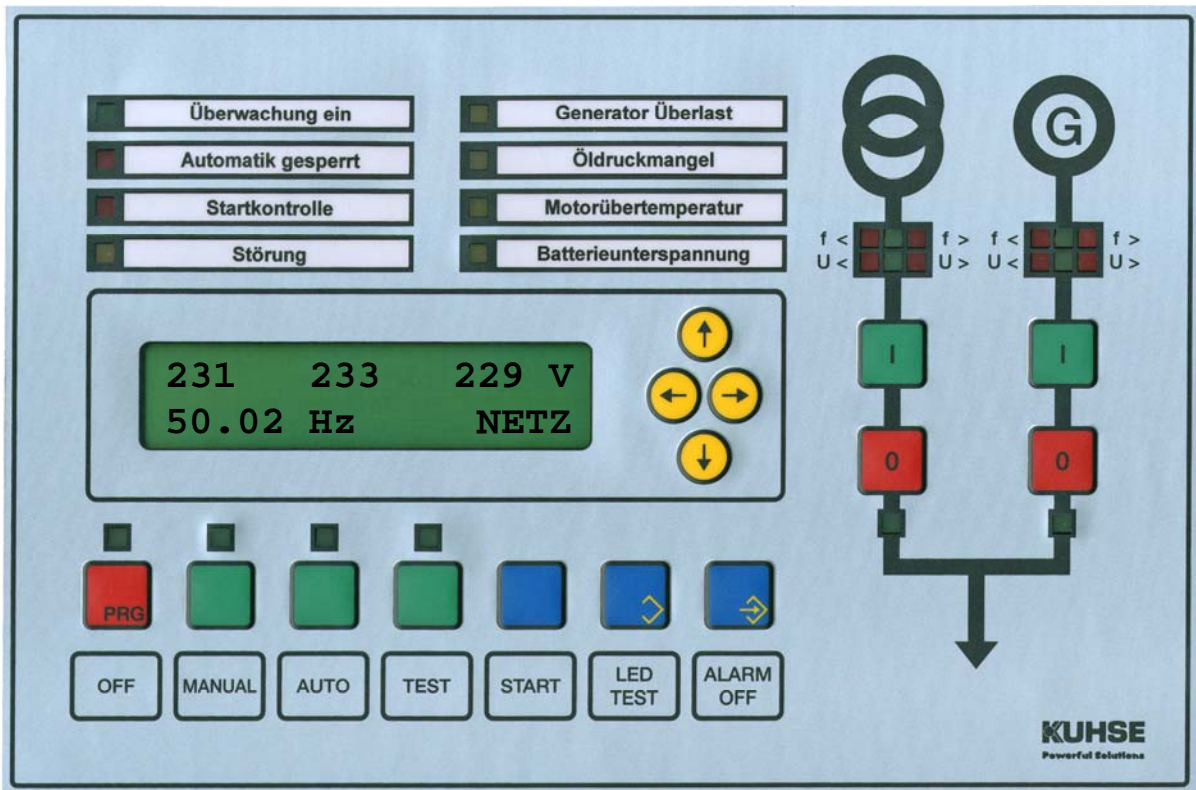 Überwachung ein
Automatik gesperrt
Startkontrolle
Störung
Generator Überlast
Öldruckmangel
Motorübertemperatur
Batterieunterspannung
231 233 229 V
50.02 Hz NETZ
G
f < f > f < f >
U < U > U < U >
I I
0 0
PRG
OFF MANUAL AUTO TEST START LED TEST ALARM OFF
KUHSE
Powerful Solutions